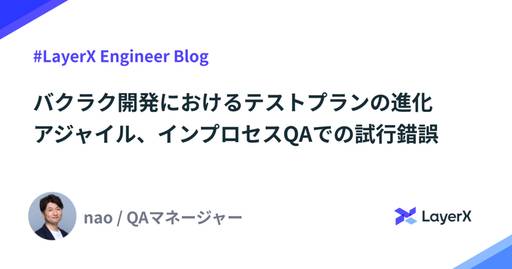 #LayerX Engineer Blog
バクラク開発におけるテストプランの進化
アジャイル、インプロセスQAでの試行錯誤
nao / QAマネージャー
LayerX